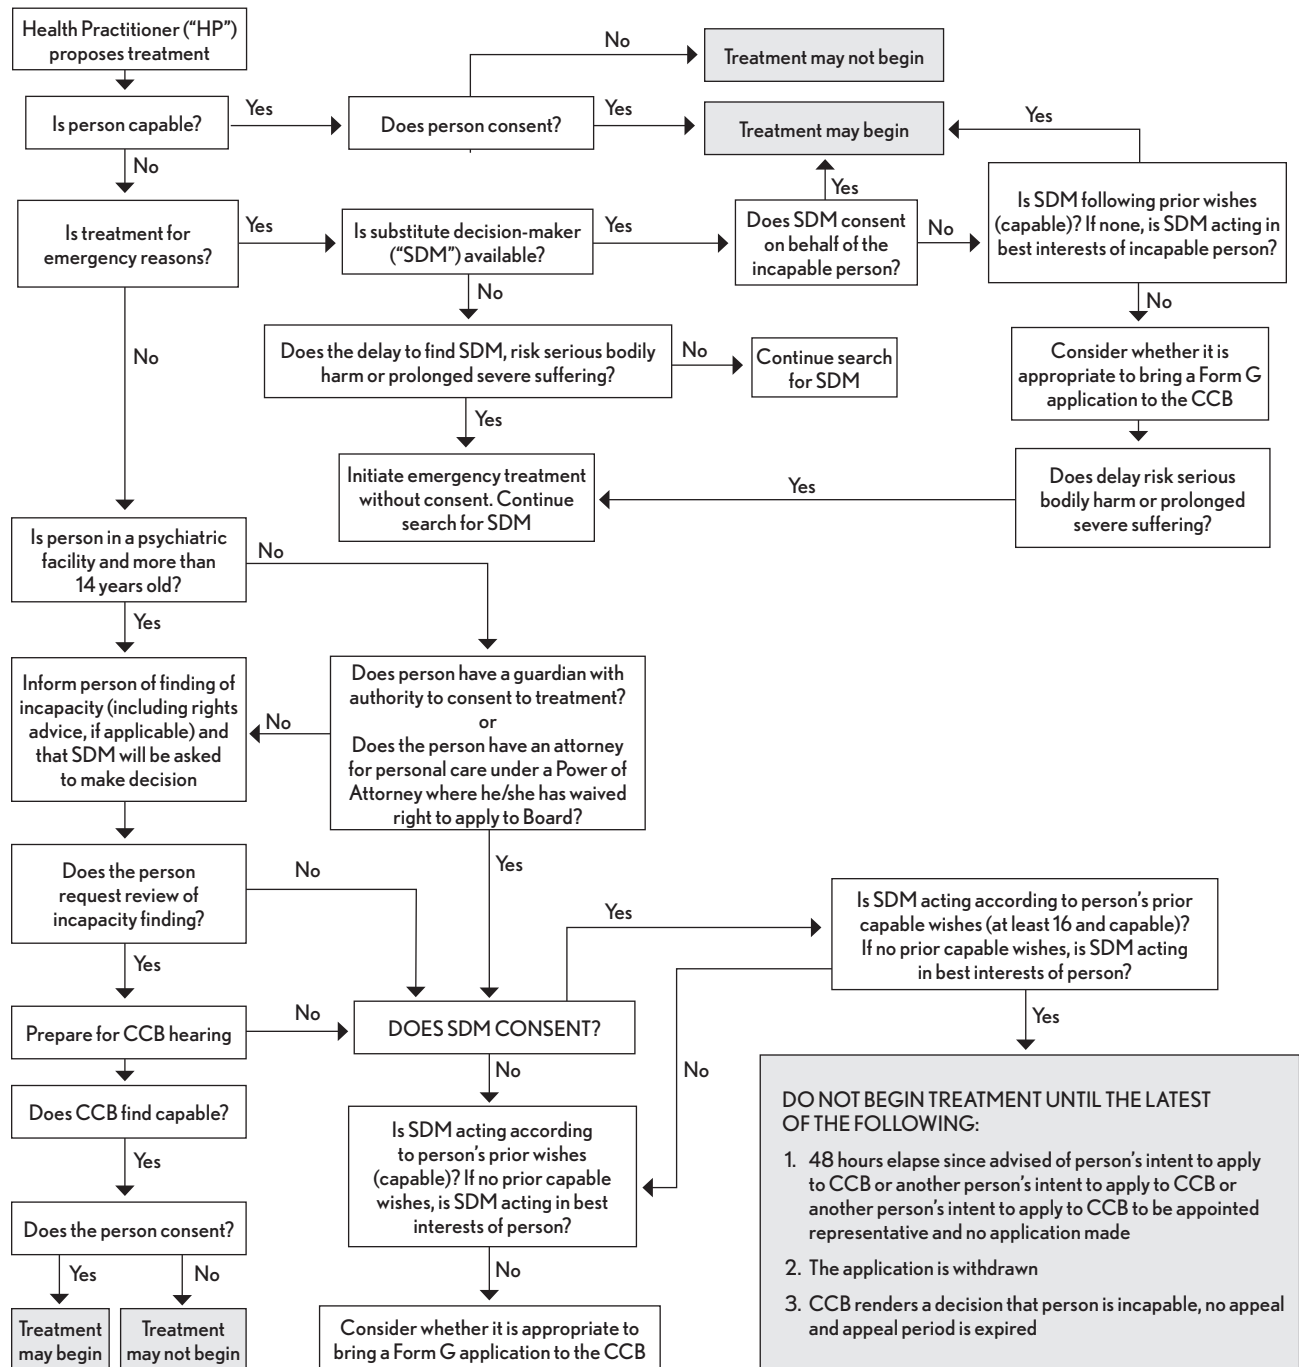 Health Practitioner (“HP”)
proposes treatment
No
Treatment may not begin
Is person capable?
Yes
Does person consent?
Yes
Treatment may begin
Yes
No
Is treatment for
emergency reasons?
Yes
Is substitute decision-maker
(“SDM”) available?
Yes
Yes
Does SDM consent
on behalf of the
incapable person?
No
Is SDM following prior wishes
(capable)? If none, is SDM acting in
best interests of incapable person?
No
No
No
Does the delay to find SDM, risk serious bodily
harm or prolonged severe suffering?
No
Continue search
for SDM
Consider whether it is
appropriate to bring a Form G
application to the CCB
Yes
Initiate emergency treatment
without consent. Continue
search for SDM
Yes
Does delay risk serious
bodily harm or prolonged
severe suffering?
Is person in a psychiatric
facility and more than
14 years old?
No
Yes
Inform person of finding of
incapacity (including rights
advice, if applicable) and
that SDM will be asked
to make decision
No
Does person have a guardian with
authority to consent to treatment?
or
Does the person have an attorney
for personal care under a Power of
Attorney where he/she has waived
right to apply to Board?
Yes
Does the person
request review of
incapacity finding?
No
Yes
Yes
Is SDM acting according to person’s prior
capable wishes (at least 16 and capable)?
If no prior capable wishes, is SDM acting
in best interests of person?
Prepare for CCB hearing
No
DOES SDM CONSENT?
Yes
No
No
Does CCB find capable?
Yes
Is SDM acting according
to person’s prior wishes
(capable)? If no prior capable
wishes, is SDM acting in best
interests of person?
Does the person consent?
Yes
No
No
Treatment
may begin
Treatment
may not begin
Consider whether it is appropriate to
bring a Form G application to the CCB
DO NOT BEGIN TREATMENT UNTIL THE LATEST
OF THE FOLLOWING:
1. 48 hours elapse since advised of person’s intent to apply
to CCB or another person’s intent to apply to CCB or
another person’s intent to apply to CCB to be appointed
representative and no application made
2. The application is withdrawn
3. CCB renders a decision that person is incapable, no appeal
and appeal period is expired